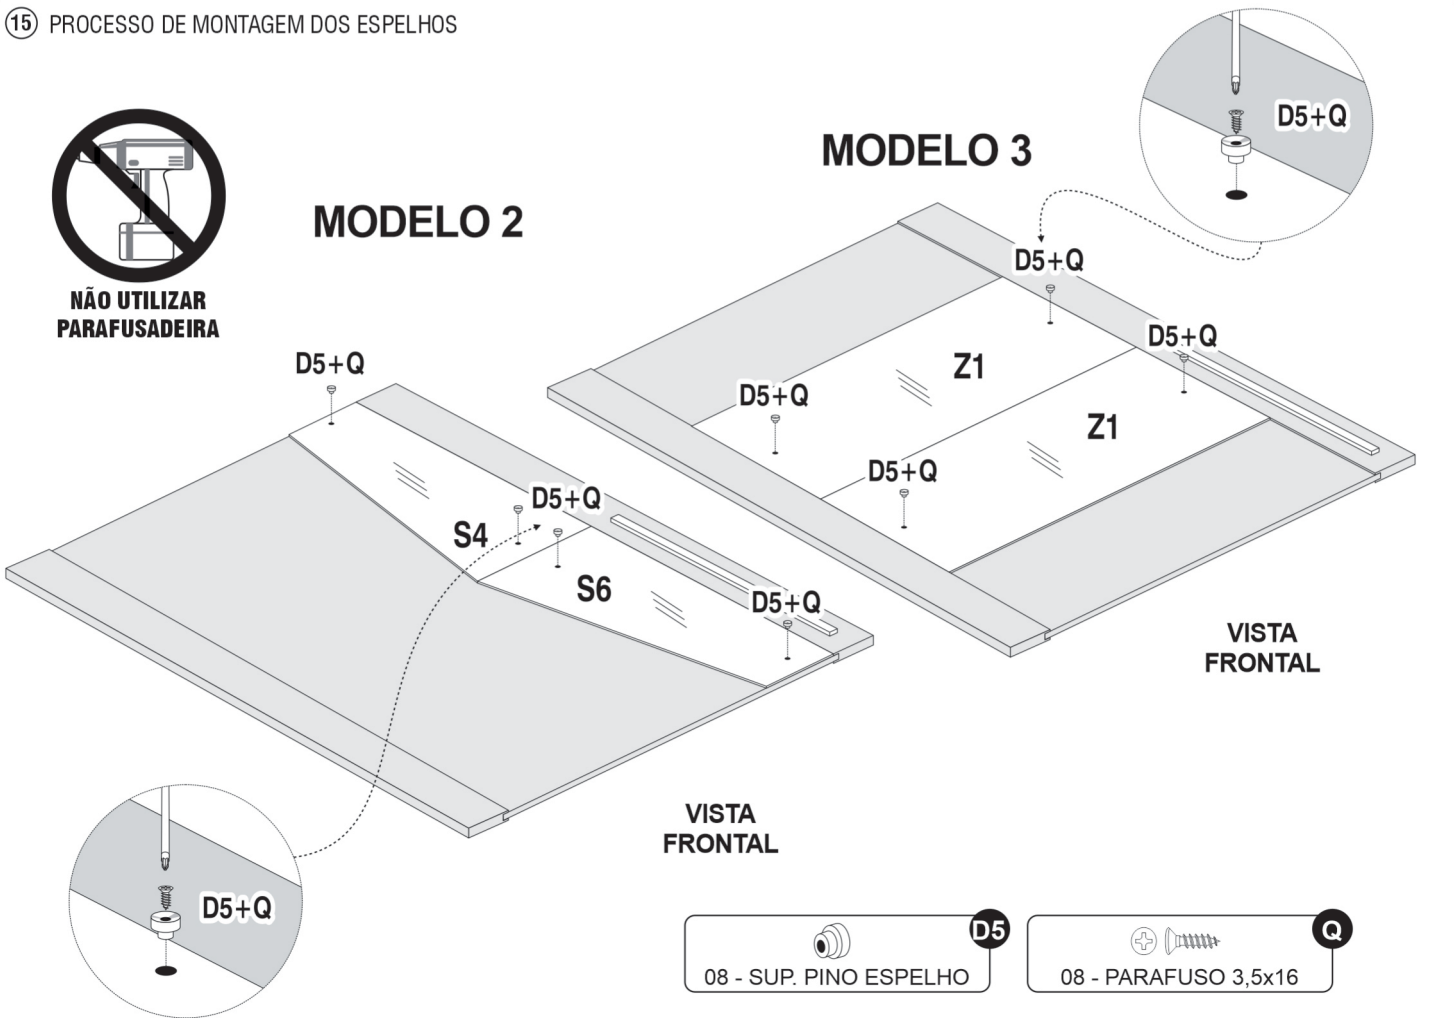 15 PROCESSO DE MONTAGEM DOS ESPELHOS
D5+Q
MODELO 3
MODELO 2
NÃO UTILIZAR
PARAFUSADEIRA
D5+Q
D5+Q
D5+Q
Z1
D5+Q
Z1
D5+Q
D5+Q
D5+Q
S4
S6
D5+Q
VISTA
FRONTAL
VISTA
FRONTAL
D5+Q
D5
08 - SUP. PINO ESPELHO
Q
08 - PARAFUSO 3,5x16